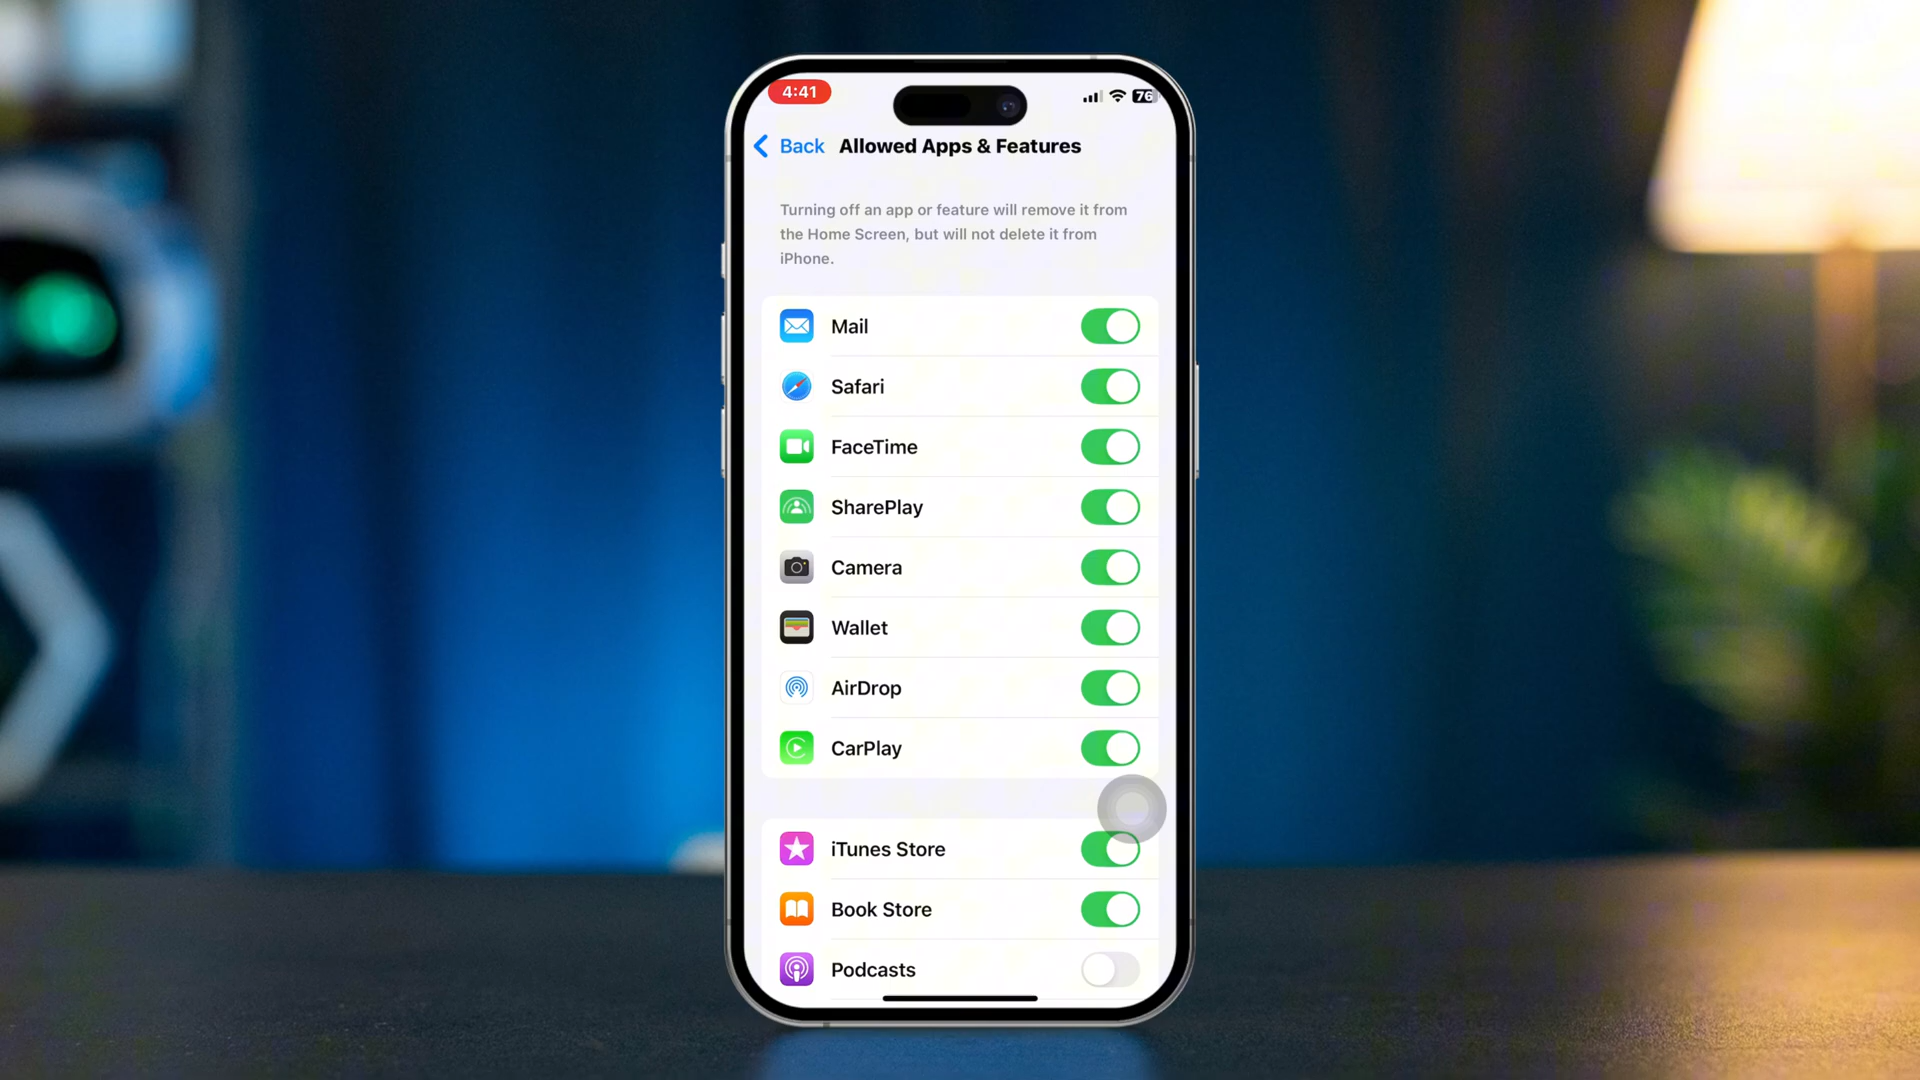 4:41
76
Back Allowed Apps & Features
Turning off an app or feature will remove it from
the Home Screen, but will not delete it from
iPhone.
Mail
Safari
FaceTime
SharePlay
Camera
Wallet
AirDrop
CarPlay
iTunes Store
Book Store
Podcasts